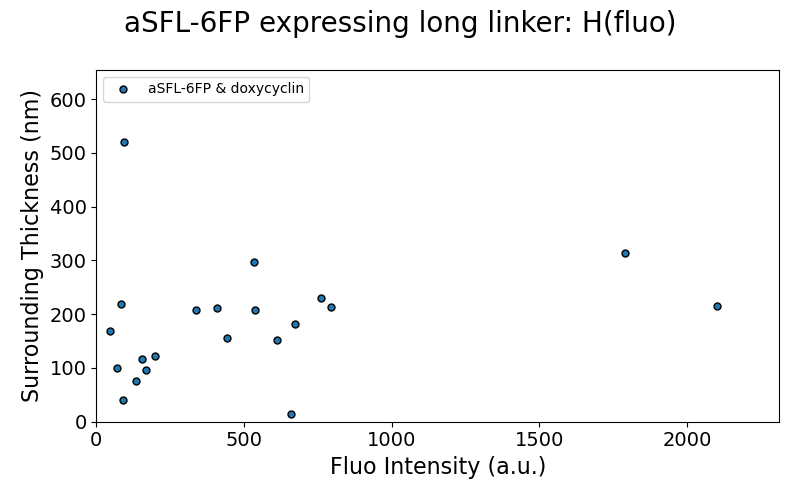 aSFL-6FP expressing long linker: H(fluo)
aSFL-6FP & doxycyclin
Surrounding Thickness (nm)
600
500
400
300
200
100
0
0 500 1000 1500 2000
Fluo Intensity (a.u.)